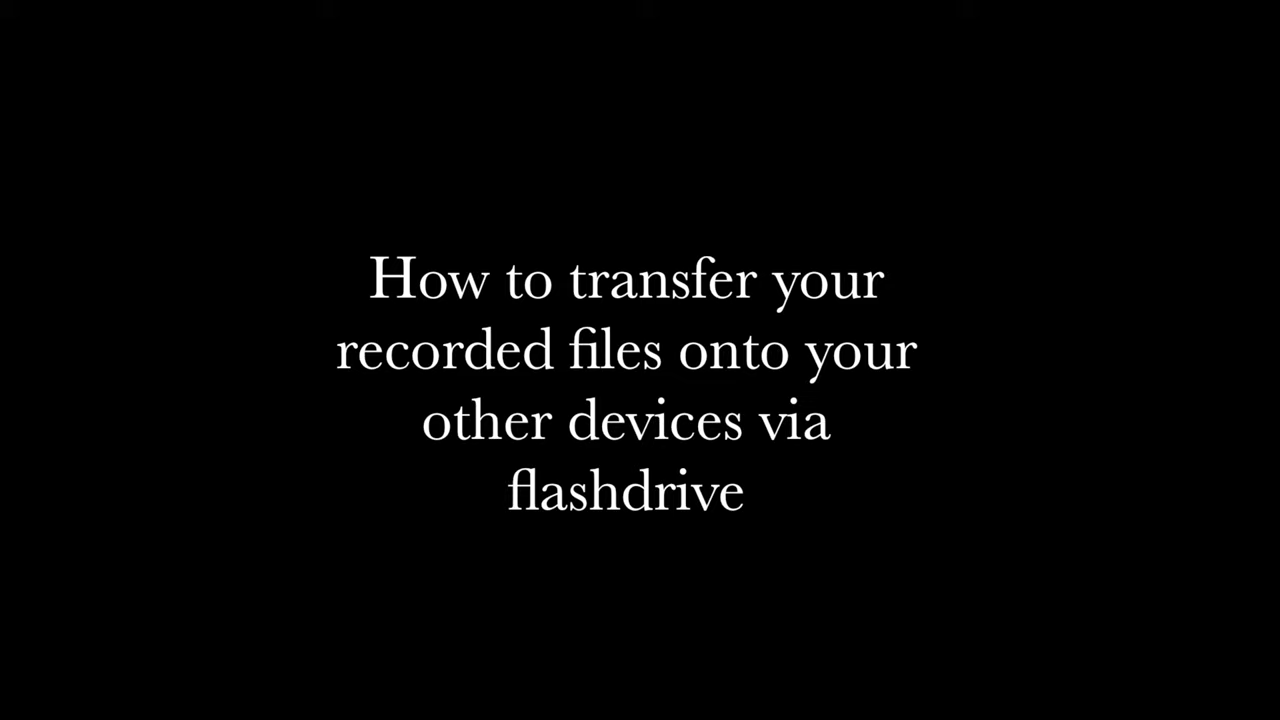 How to transfer your
recorded files onto your
other devices via
flashdrive